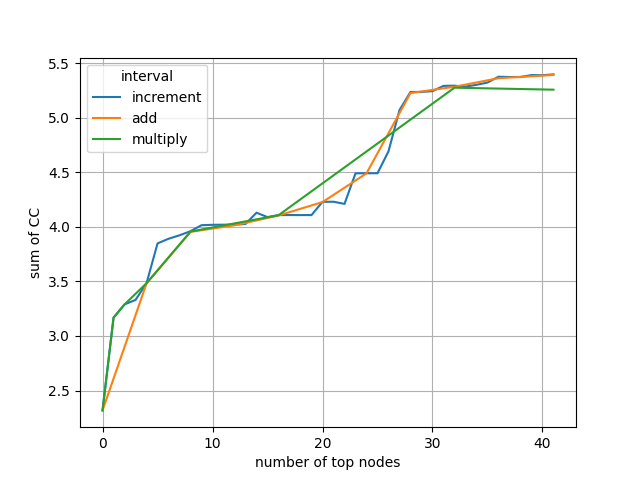 interval
increment
add
multiply
5.5
5.0
4.5
4.0
3.5
3.0
2.5
sum of CC
0 10 20 30 40
number of top nodes